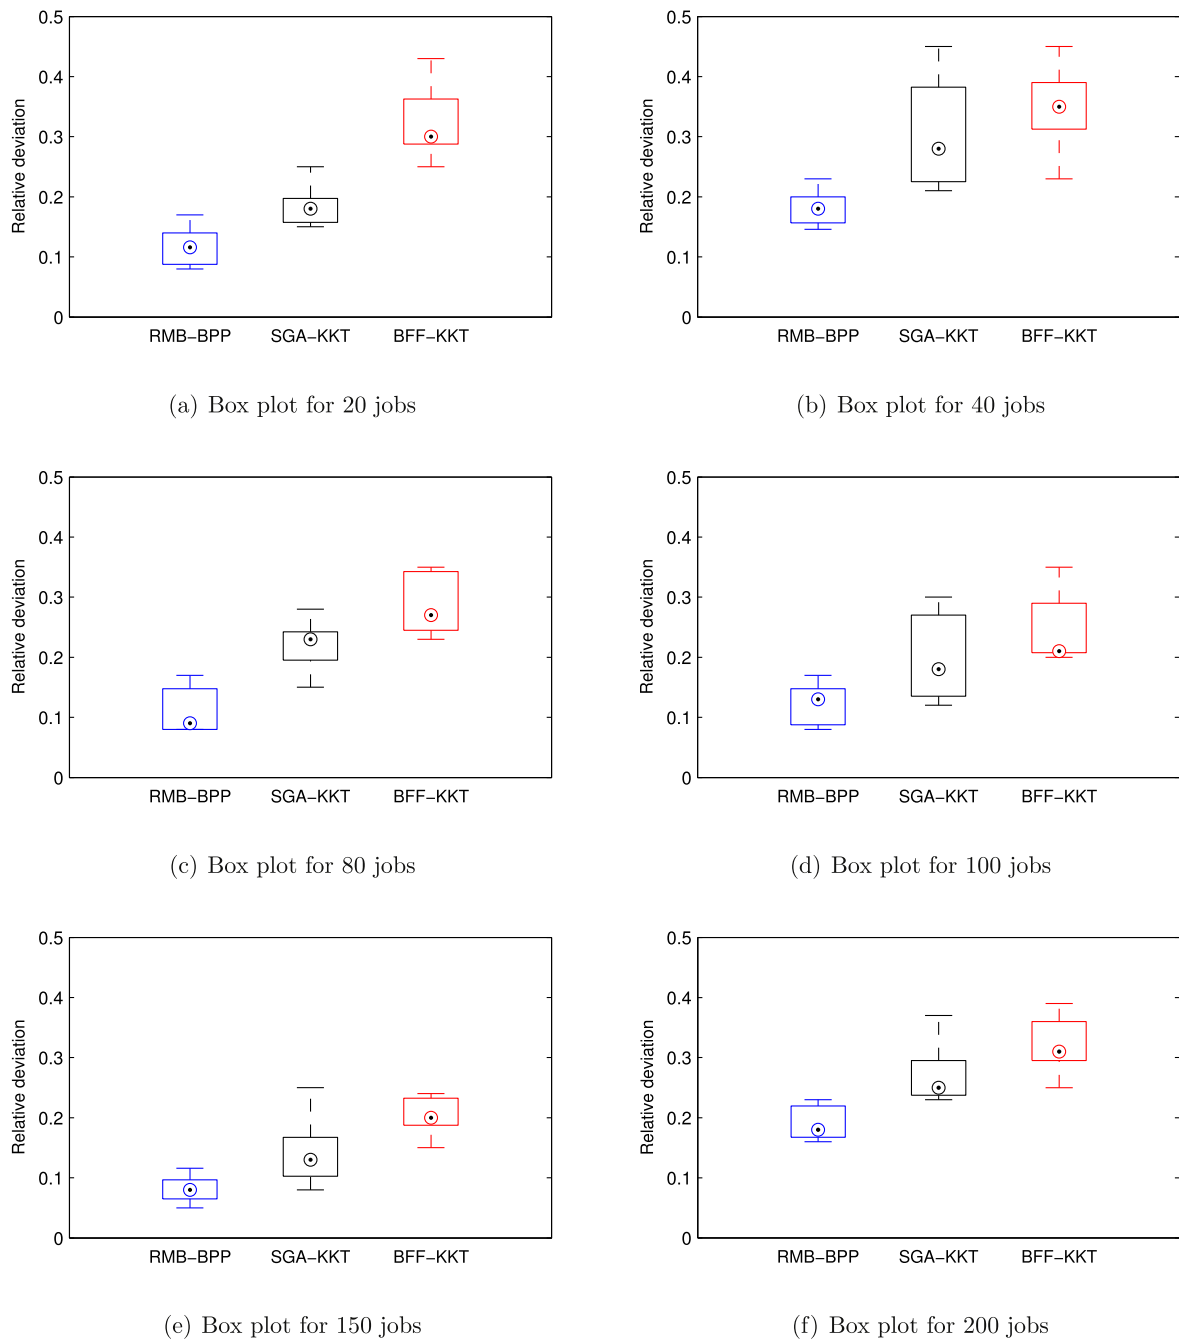 0.5
0.4
0.3
0.2
0.1
0
Relative deviation
RMB−BPP SGA−KKT BFF−KKT
(a) Box plot for 20 jobs
0.5
0.4
0.3
0.2
0.1
0
Relative deviation
RMB−BPP SGA−KKT BFF−KKT
(b) Box plot for 40 jobs
0.5
0.4
0.3
0.2
0.1
0
Relative deviation
RMB−BPP SGA−KKT BFF−KKT
(c) Box plot for 80 jobs
0.5
0.4
0.3
0.2
0.1
0
Relative deviation
RMB−BPP SGA−KKT BFF−KKT
(d) Box plot for 100 jobs
0.5
0.4
0.3
0.2
0.1
0
Relative deviation
RMB−BPP SGA−KKT BFF−KKT
(e) Box plot for 150 jobs
0.5
0.4
0.3
0.2
0.1
0
Relative deviation
RMB−BPP SGA−KKT BFF−KKT
(f) Box plot for 200 jobs